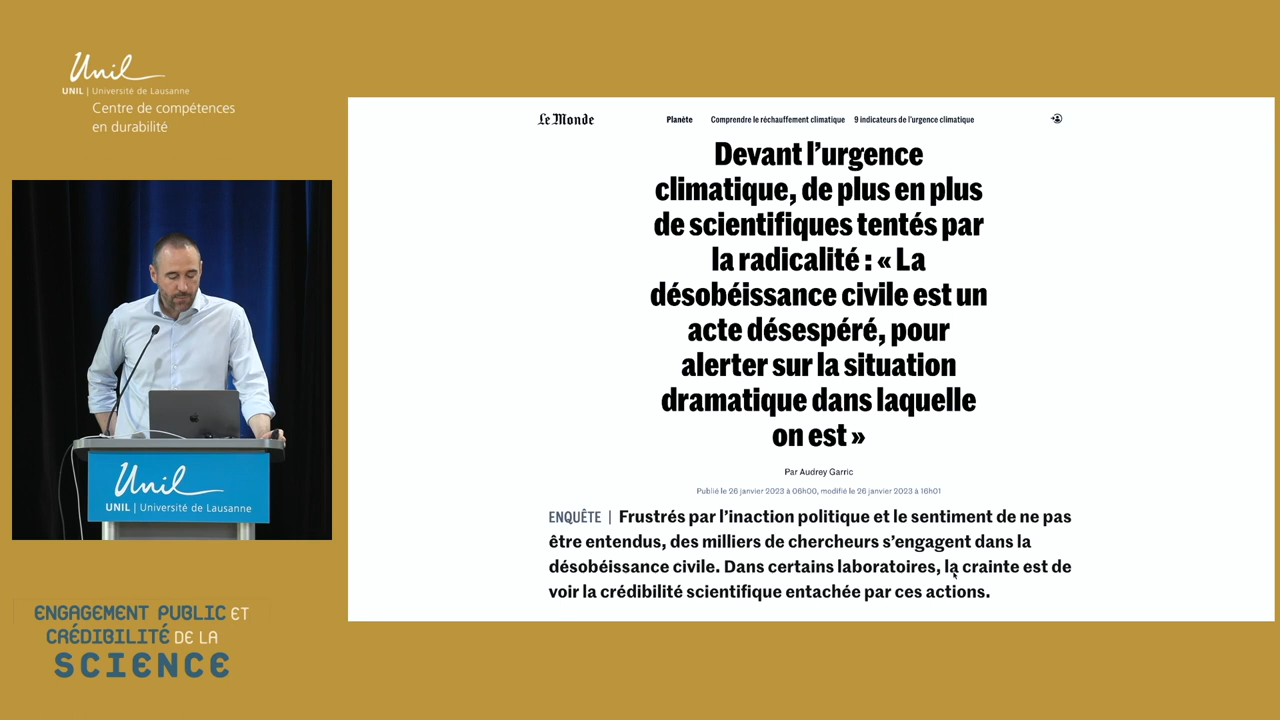 Unil
UNIL | Université de Lausanne
Centre de compétences
en durabilité
Unil
UNIL | Université de Lausanne
ENGAGEMENT PUBLIC ET
CRÉDIBILITÉ DE LA
SCIENCE
Le Monde
Planète Comprendre le réchauffement climatique 9 indicateurs de l'urgence climatique
Devant l'urgence
climatique, de plus en plus
de scientifiques tentés par
la radicalité : « La
désobéissance civile est un
acte désespéré, pour
alerter sur la situation
dramatique dans laquelle
on est »
Par Audrey Garric
Publié le 26 janvier 2023 à 06h00, modifié le 26 janvier 2023 à 16h01
ENQUÊTE | Frustrés par l'inaction politique et le sentiment de ne pas
être entendus, des milliers de chercheurs s'engagent dans la
désobéissance civile. Dans certains laboratoires, la crainte est de
voir la crédibilité scientifique entachée par ces actions.